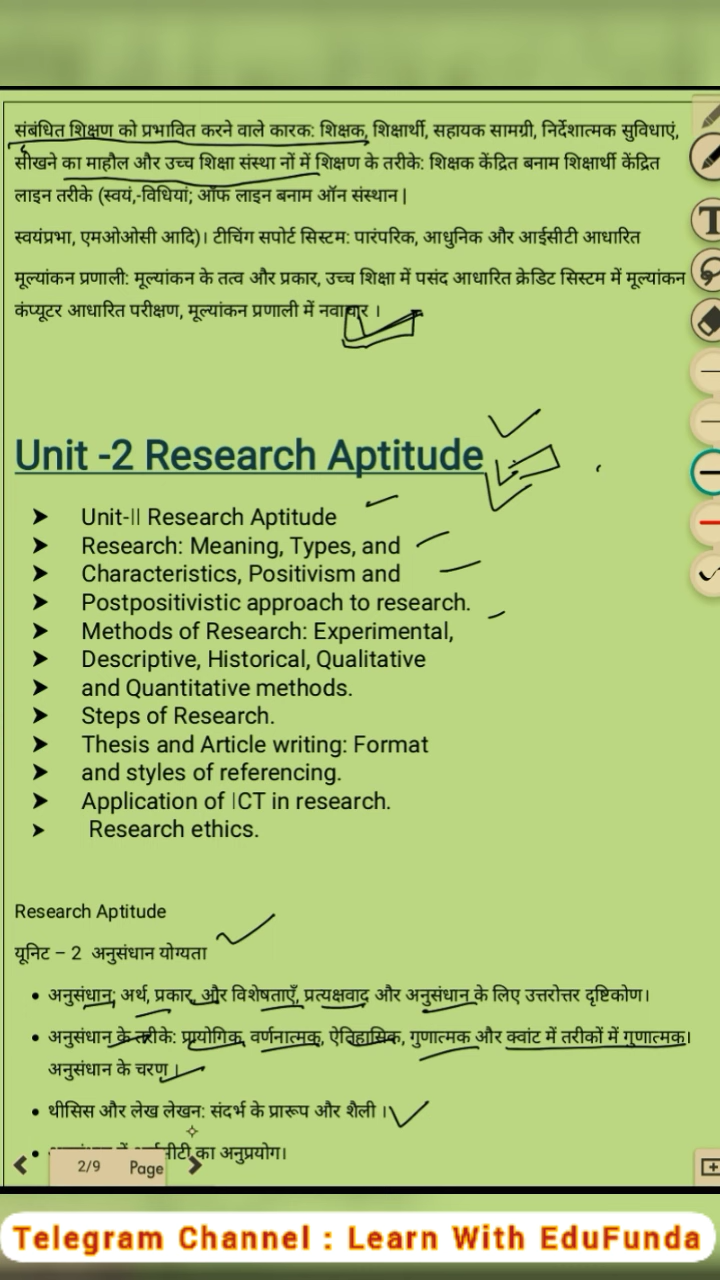 संबंधित शिक्षण को प्रभावित करने वाले कारक: शिक्षक, शिक्षार्थी, सहायक सामग्री, निर्देशात्मक सुविधाएं,
सीखने का माहौल और उच्च शिक्षा संस्था नों में शिक्षण के तरीके: शिक्षक केंद्रित बनाम शिक्षार्थी केंद्रित
लाइन तरीके (स्वयं,-विधियां; ऑफ लाइन बनाम ऑन संस्थान |
स्वयंप्रभा, एमओओसी आदि)। टीचिंग सपोर्ट सिस्टम: पारंपरिक, आधुनिक और आईसीटी आधारित
मूल्यांकन प्रणाली: मूल्यांकन के तत्व और प्रकार, उच्च शिक्षा में पसंद आधारित क्रेडिट सिस्टम में मूल्यांकन
कंप्यूटर आधारित परीक्षण, मूल्यांकन प्रणाली में नवाचार ।
Unit -2 Research Aptitude
➤ Unit-II Research Aptitude
➤ Research: Meaning, Types, and
➤ Characteristics, Positivism and
➤ Postpositivistic approach to research.
➤ Methods of Research: Experimental,
➤ Descriptive, Historical, Qualitative
➤ and Quantitative methods.
➤ Steps of Research.
➤ Thesis and Article writing: Format
➤ and styles of referencing.
➤ Application of ICT in research.
➤ Research ethics.
Research Aptitude
यूनिट – 2 अनुसंधान योग्यता
• अनुसंधान; अर्थ, प्रकार, और विशेषताएँ, प्रत्यक्षवाद और अनुसंधान के लिए उत्तरोत्तर दृष्टिकोण।
• अनुसंधान के तरीके: प्रायोगिक, वर्णनात्मक, ऐतिहासिक, गुणात्मक और क्वांट में तरीकों में गुणात्मक।
अनुसंधान के चरण ।
• थीसिस और लेख लेखन: संदर्भ के प्रारूप और शैली ।
• का अनुप्रयोग।
2/9 Page
T
Telegram Channel : Learn With EduFunda